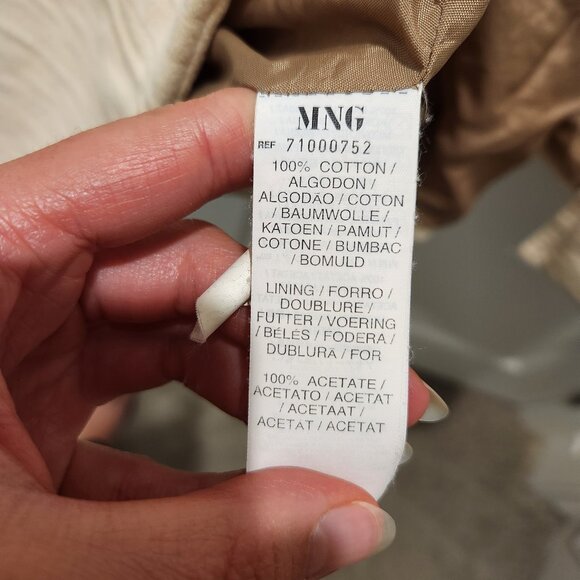 MNG
REF 71000752
100% COTTON /
ALGODON /
ALGODÃO / COTON
/ BAUMWOLLE /
KATOEN / PAMUT /
COTONE / BUMBAC
/ BOMULD
LINING / FORRO /
DOUBLURE /
FUTTER / VOERING
/ BÉLÉS / FODERA /
DUBLURA / FOR
100% ACETATE /
ACETATO / ACETAT
/ ACETAAT /
ACETAT / ACETAT